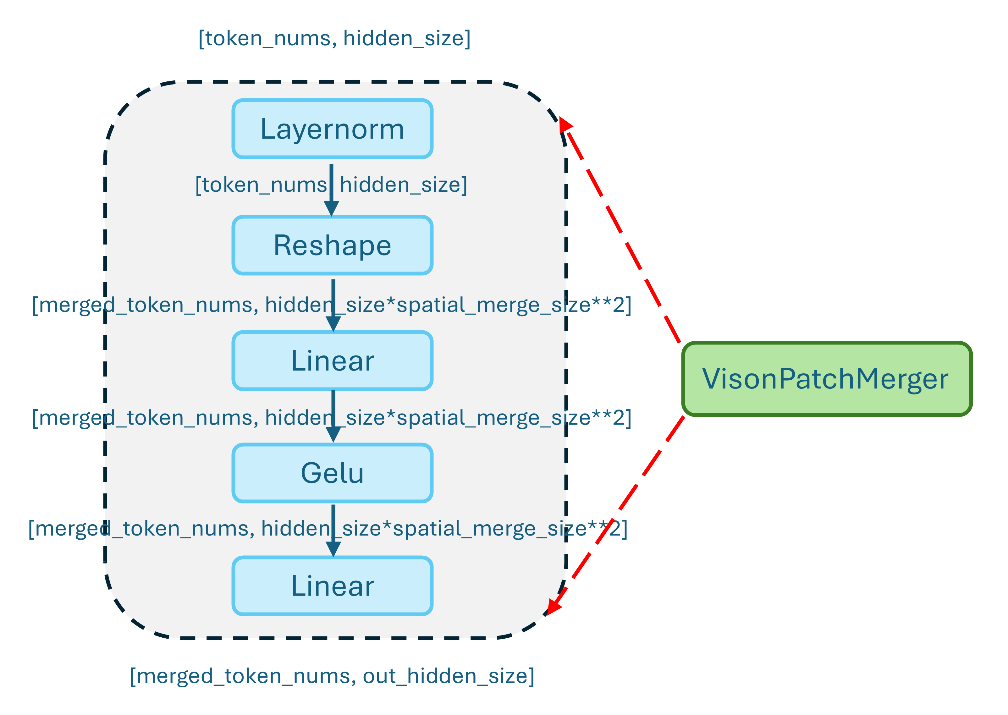 [token_nums, hidden_size]
Layernorm
[token_nums, hidden_size]
Reshape
[merged_token_nums, hidden_size*spatial_merge_size**2]
Linear
[merged_token_nums, hidden_size*spatial_merge_size**2]
Gelu
[merged_token_nums, hidden_size*spatial_merge_size**2]
Linear
[merged_token_nums, out_hidden_size]
VisonPatchMerger